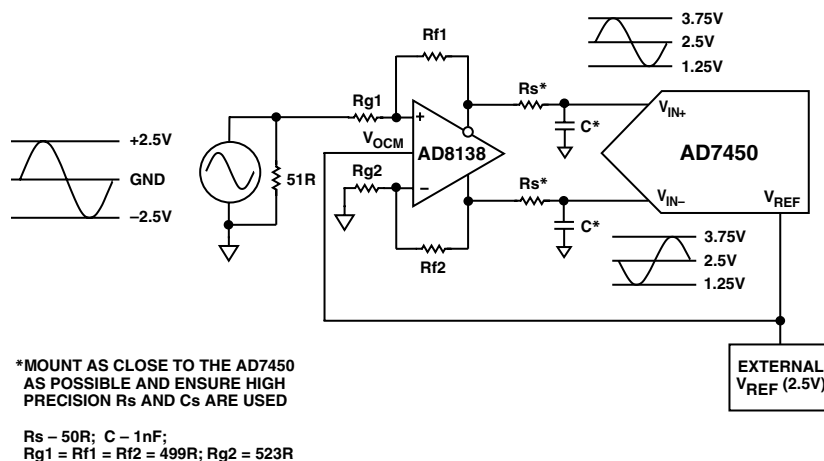 Rf1
3.75V
2.5V
1.25V
Rg1
Rs*
C*
VIN+
+2.5V
GND
–2.5V
51R
VOCM
+
AD8138
–
AD7450
Rg2
Rs*
C*
VIN–
VREF
Rf2
3.75V
2.5V
1.25V
EXTERNAL
VREF (2.5V)
*MOUNT AS CLOSE TO THE AD7450
AS POSSIBLE AND ENSURE HIGH
PRECISION Rs AND Cs ARE USED
Rs – 50R; C – 1nF;
Rg1 = Rf1 = Rf2 = 499R; Rg2 = 523R